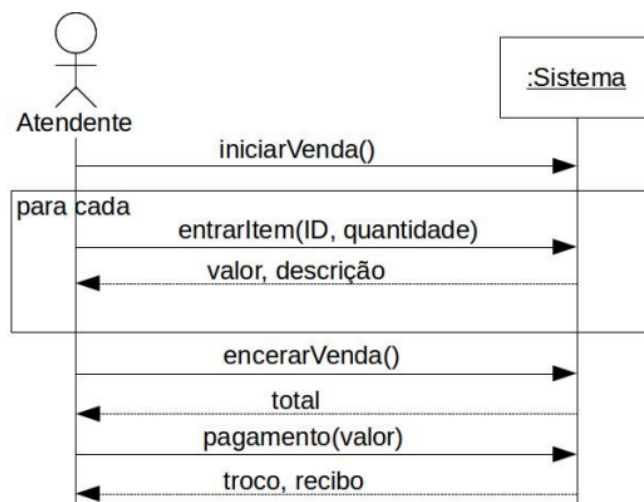 :Sistema
Atendente
iniciarVenda()
para cada
entrarItem(ID, quantidade)
valor, descrição
encerarVenda()
total
pagamento(valor)
troco, recibo